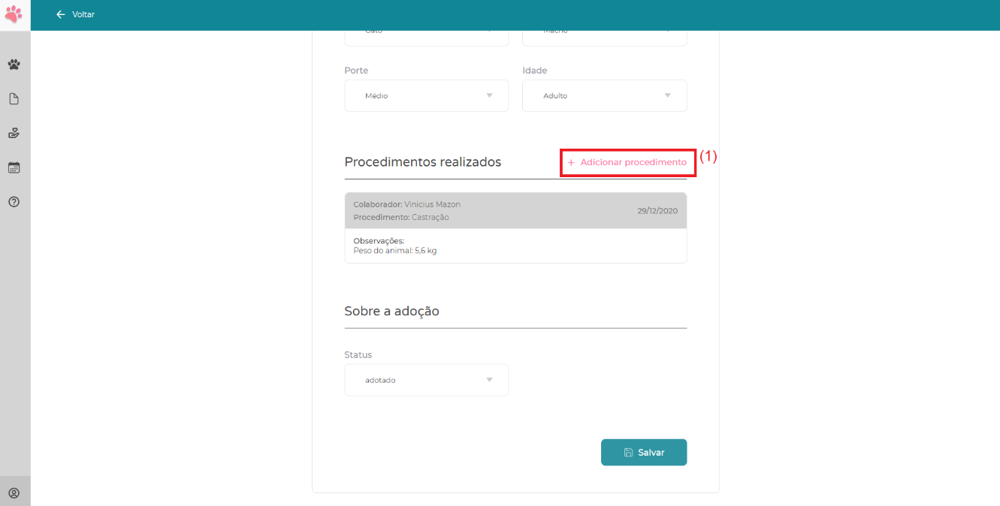 Voltar
Gato
Macho
Porte
Idade
Médio
Adulto
Procedimentos realizados
+ Adicionar procedimento
(1)
Colaborador: Vinicius Mazon
Procedimento: Castração
29/12/2020
Observações:
Peso do animal: 5,6 kg
Sobre a adoção
Status
adotado
Salvar